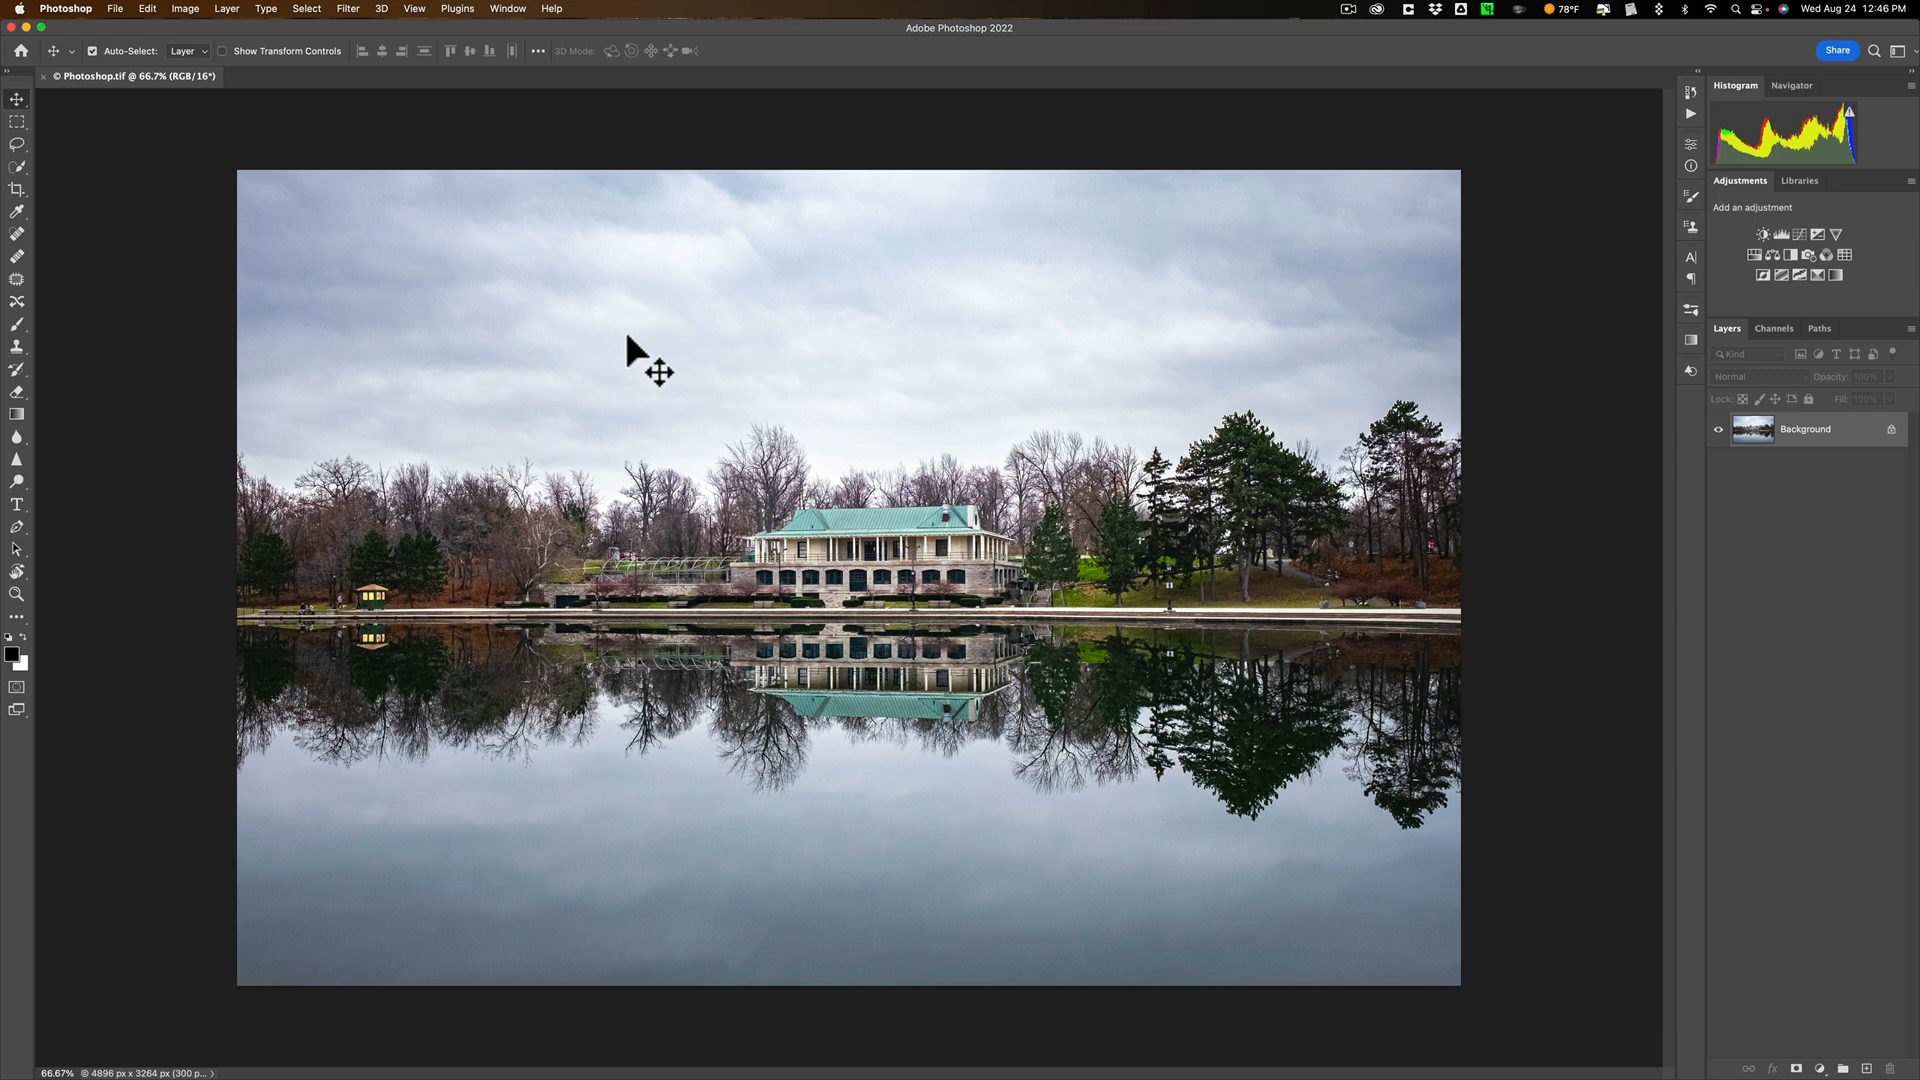 Photoshop File Edit Image Layer Type Select Filter 3D View Plugins Window Help 78°F Wed Aug 24 12:46 PM
Adobe Photoshop 2022
Auto-Select: Layer Show Transform Controls 3D Mode: Share
© Photoshop.tif @ 66.7% (RGB/16*)
Histogram Navigator
Adjustments Libraries
Add an adjustment
Layers Channels Paths
Kind
Normal Opacity: 100%
Lock: Fill: 100%
Background
66.67% © 4896 px x 3264 px (300 p...